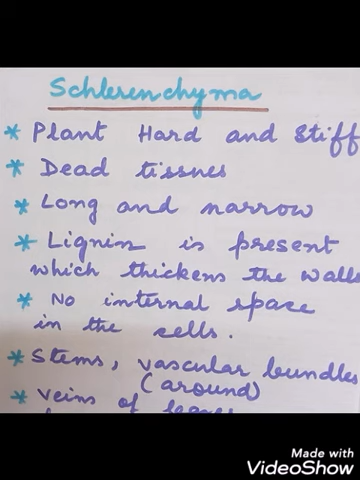 Schlerenchyma
* Plant Hard and Stiff
* Dead tissues
* Long and narrow
* Lignin is present
which thickens the walls
* No internal space
in the cells.
* Stems, vascular bundles
(around)
* veins of leaves
Made with
VideoShow